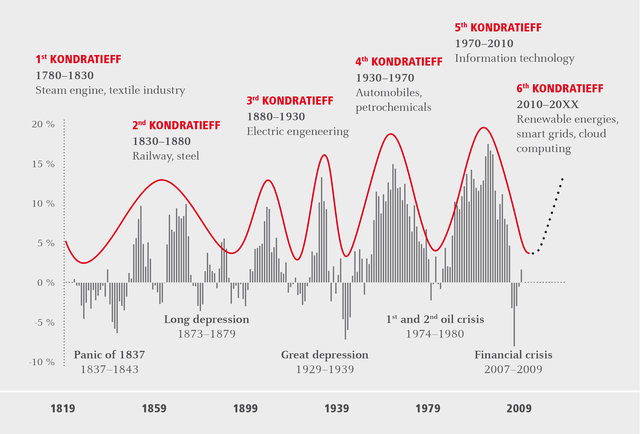 5th KONDRATIEFF
1970–2010
Information technology
1st KONDRATIEFF
1780–1830
Steam engine, textile industry
4th KONDRATIEFF
1930–1970
Automobiles,
petrochemicals
3rd KONDRATIEFF
1880–1930
Electric engeneering
6th KONDRATIEFF
2010–20XX
Renewable energies,
smart grids, cloud
computing
2nd KONDRATIEFF
1830–1880
Railway, steel
20 %
15 %
10 %
5 %
0 %
-5 %
-10 %
Long depression
1873–1879
1st and 2nd oil crisis
1974–1980
Panic of 1837
1837–1843
Great depression
1929–1939
Financial crisis
2007–2009
1819 1859 1899 1939 1979 2009